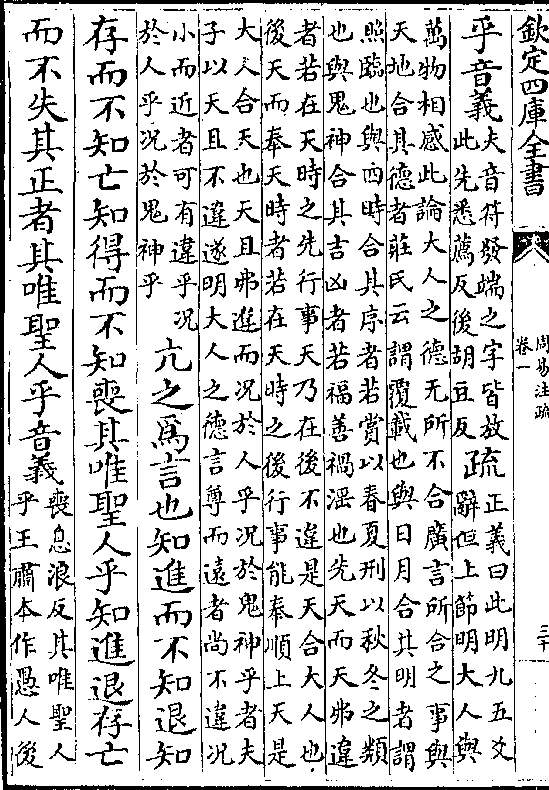 欽定四庫全書
周易注疏
卷一
三十
乎音義夫音符發端之字皆放
此先悉薦反後胡豆反疏正義曰此明九五爻
辭但上節明大人與
萬物相感此論大人之德无所不合廣言所合之事與
天地合其德者莊氏云謂覆載也與日月合其明者謂
照臨也與四時合其序者若賞以春夏刑以秋冬之類
也與鬼神合其吉凶者若福善禍淫也先天而天弗違
者若在天時之先行事天乃在後不違是天合大人也
後天而奉天時者若在天時之後行事能奉順上天是
大人合天也天且弗違而况於人乎况於鬼神乎者夫
子以天且不違遂明大人之德言尊而遠者尚不違况
小而近者可有違乎况
於人乎况於鬼神乎
亢之為言也知進而不知退知
存而不知亡知得而不知喪其唯聖人乎知進退存亡
而不失其正者其唯聖人乎音義喪息浪反其唯聖人
乎王肅本作愚人後